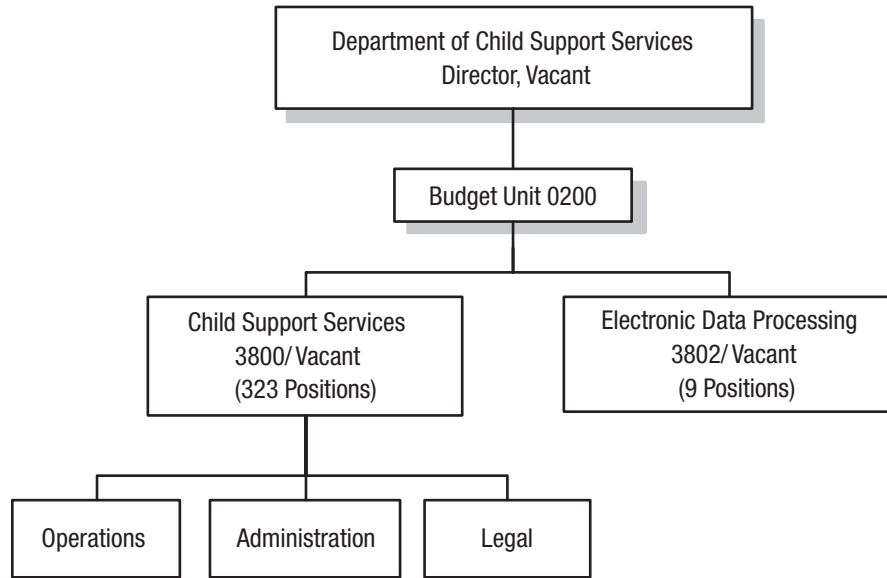 Department of Child Support Services
Director, Vacant
Budget Unit 0200
Child Support Services
3800/ Vacant
(323 Positions)
Electronic Data Processing
3802/ Vacant
(9 Positions)
Operations
Administration
Legal